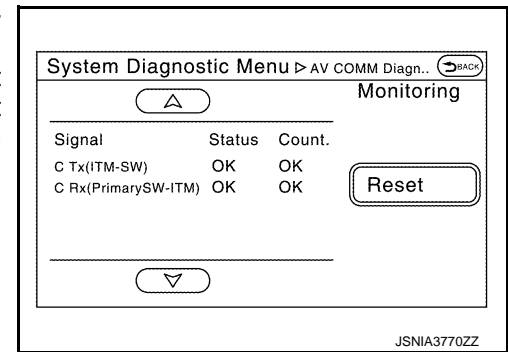 System Diagnostic Menu ▷ AV COMM Diagn.. BACK
Monitoring
Signal Status Count.
C Tx(ITM-SW) OK OK
C Rx(PrimarySW-ITM) OK OK
Reset
JSNIA3770ZZ